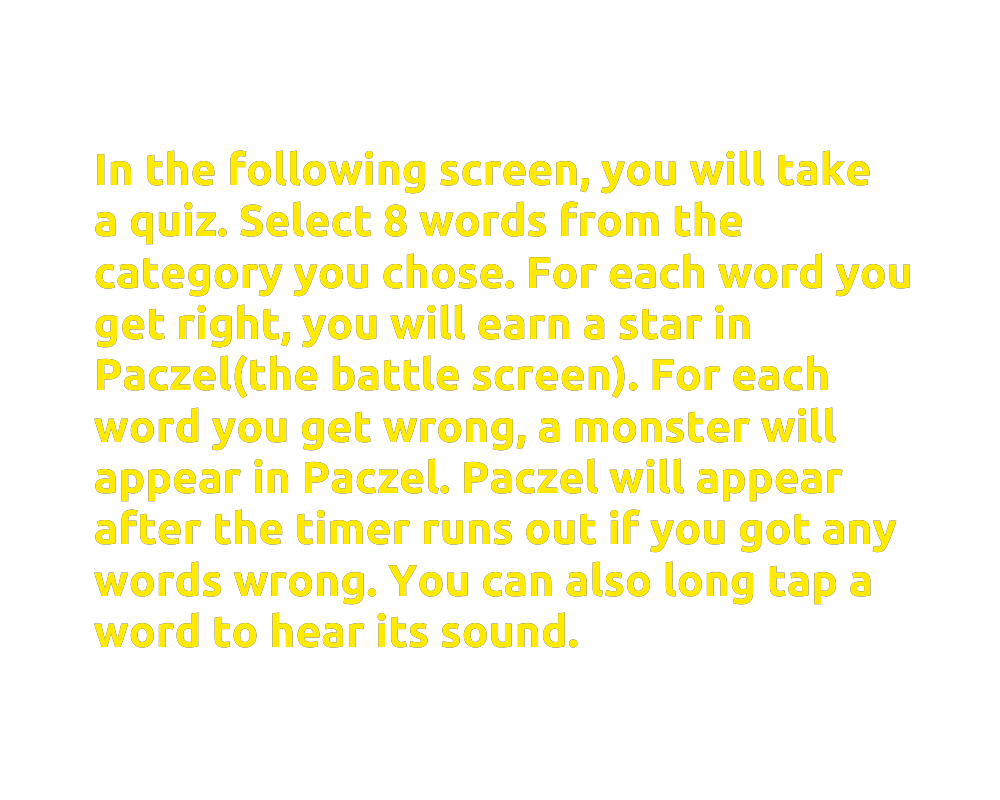 In the following screen, you will take
a quiz. Select 8 words from the
category you chose. For each word you
get right, you will earn a star in
Paczel(the battle screen). For each
word you get wrong, a monster will
appear in Paczel. Paczel will appear
after the timer runs out if you got any
words wrong. You can also long tap a
word to hear its sound.